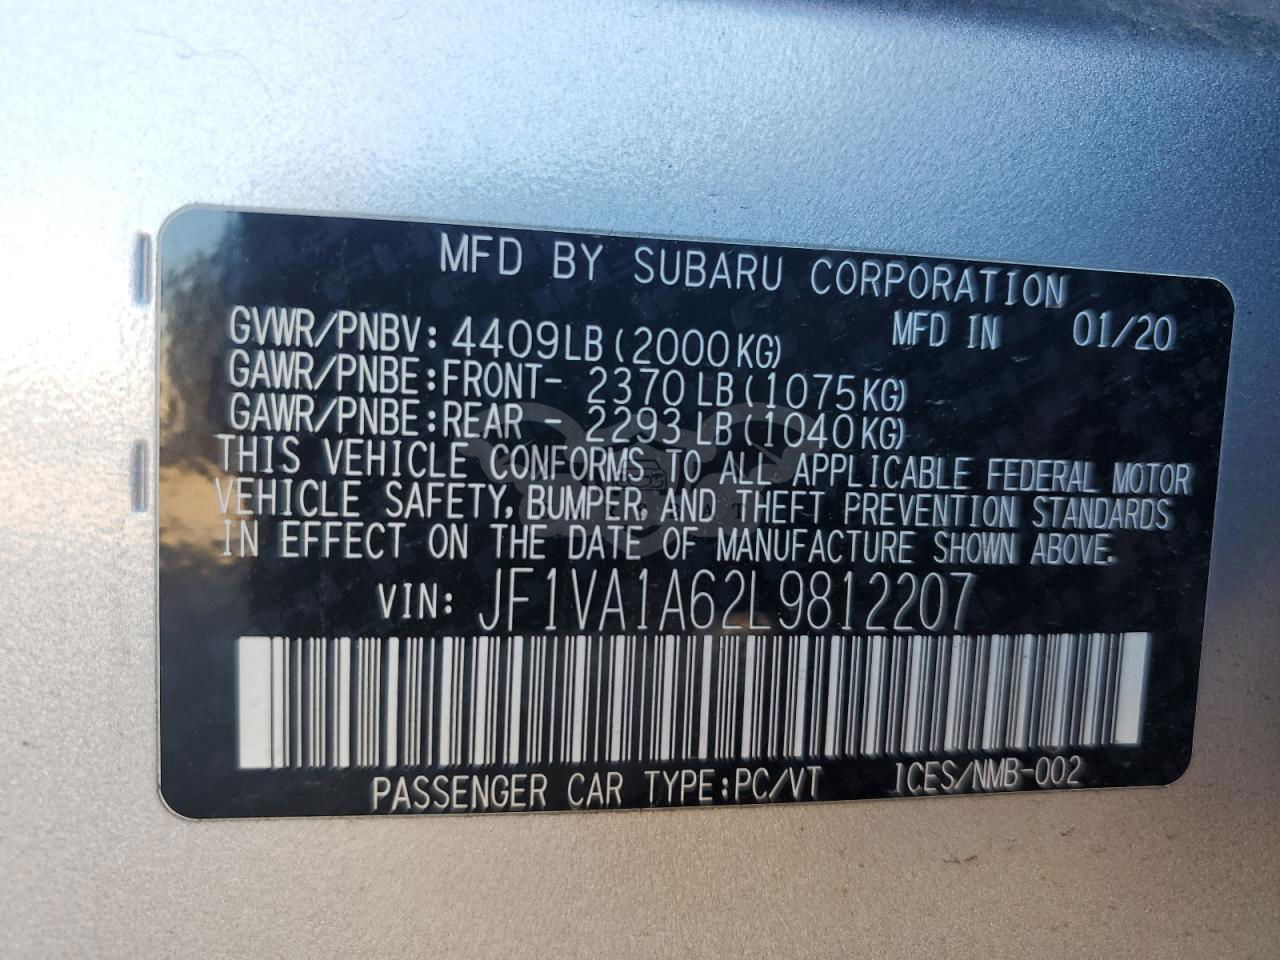 MFD BY SUBARU CORPORATION
MFD IN 01/20
GVWR/PNBV: 4409LB (2000KG)
GAWR/PNBE:FRONT- 2370LB (1075KG)
GAWR/PNBE:REAR - 2293LB (1040KG)
THIS VEHICLE CONFORMS TO ALL APPLICABLE FEDERAL MOTOR
VEHICLE SAFETY, BUMPER, AND THEFT PREVENTION STANDARDS
IN EFFECT ON THE DATE OF MANUFACTURE SHOWN ABOVE.
VIN: JF1VA1A62L9812207
PASSENGER CAR TYPE:PC/VT ICES/NMB-002